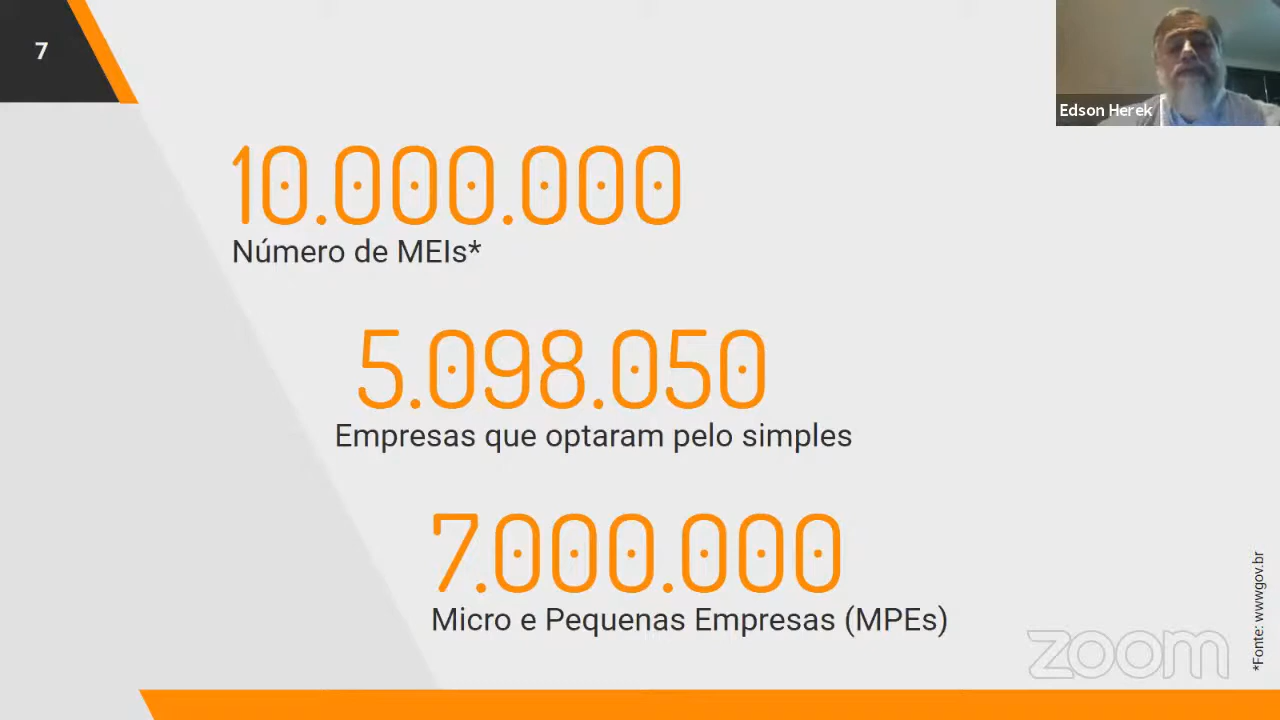 7
Edson Herek
10.000.000
Número de MEIs*
5.098.050
Empresas que optaram pelo simples
7.000.000
Micro e Pequenas Empresas (MPEs)
zoom
*Fonte: wwwgov.br